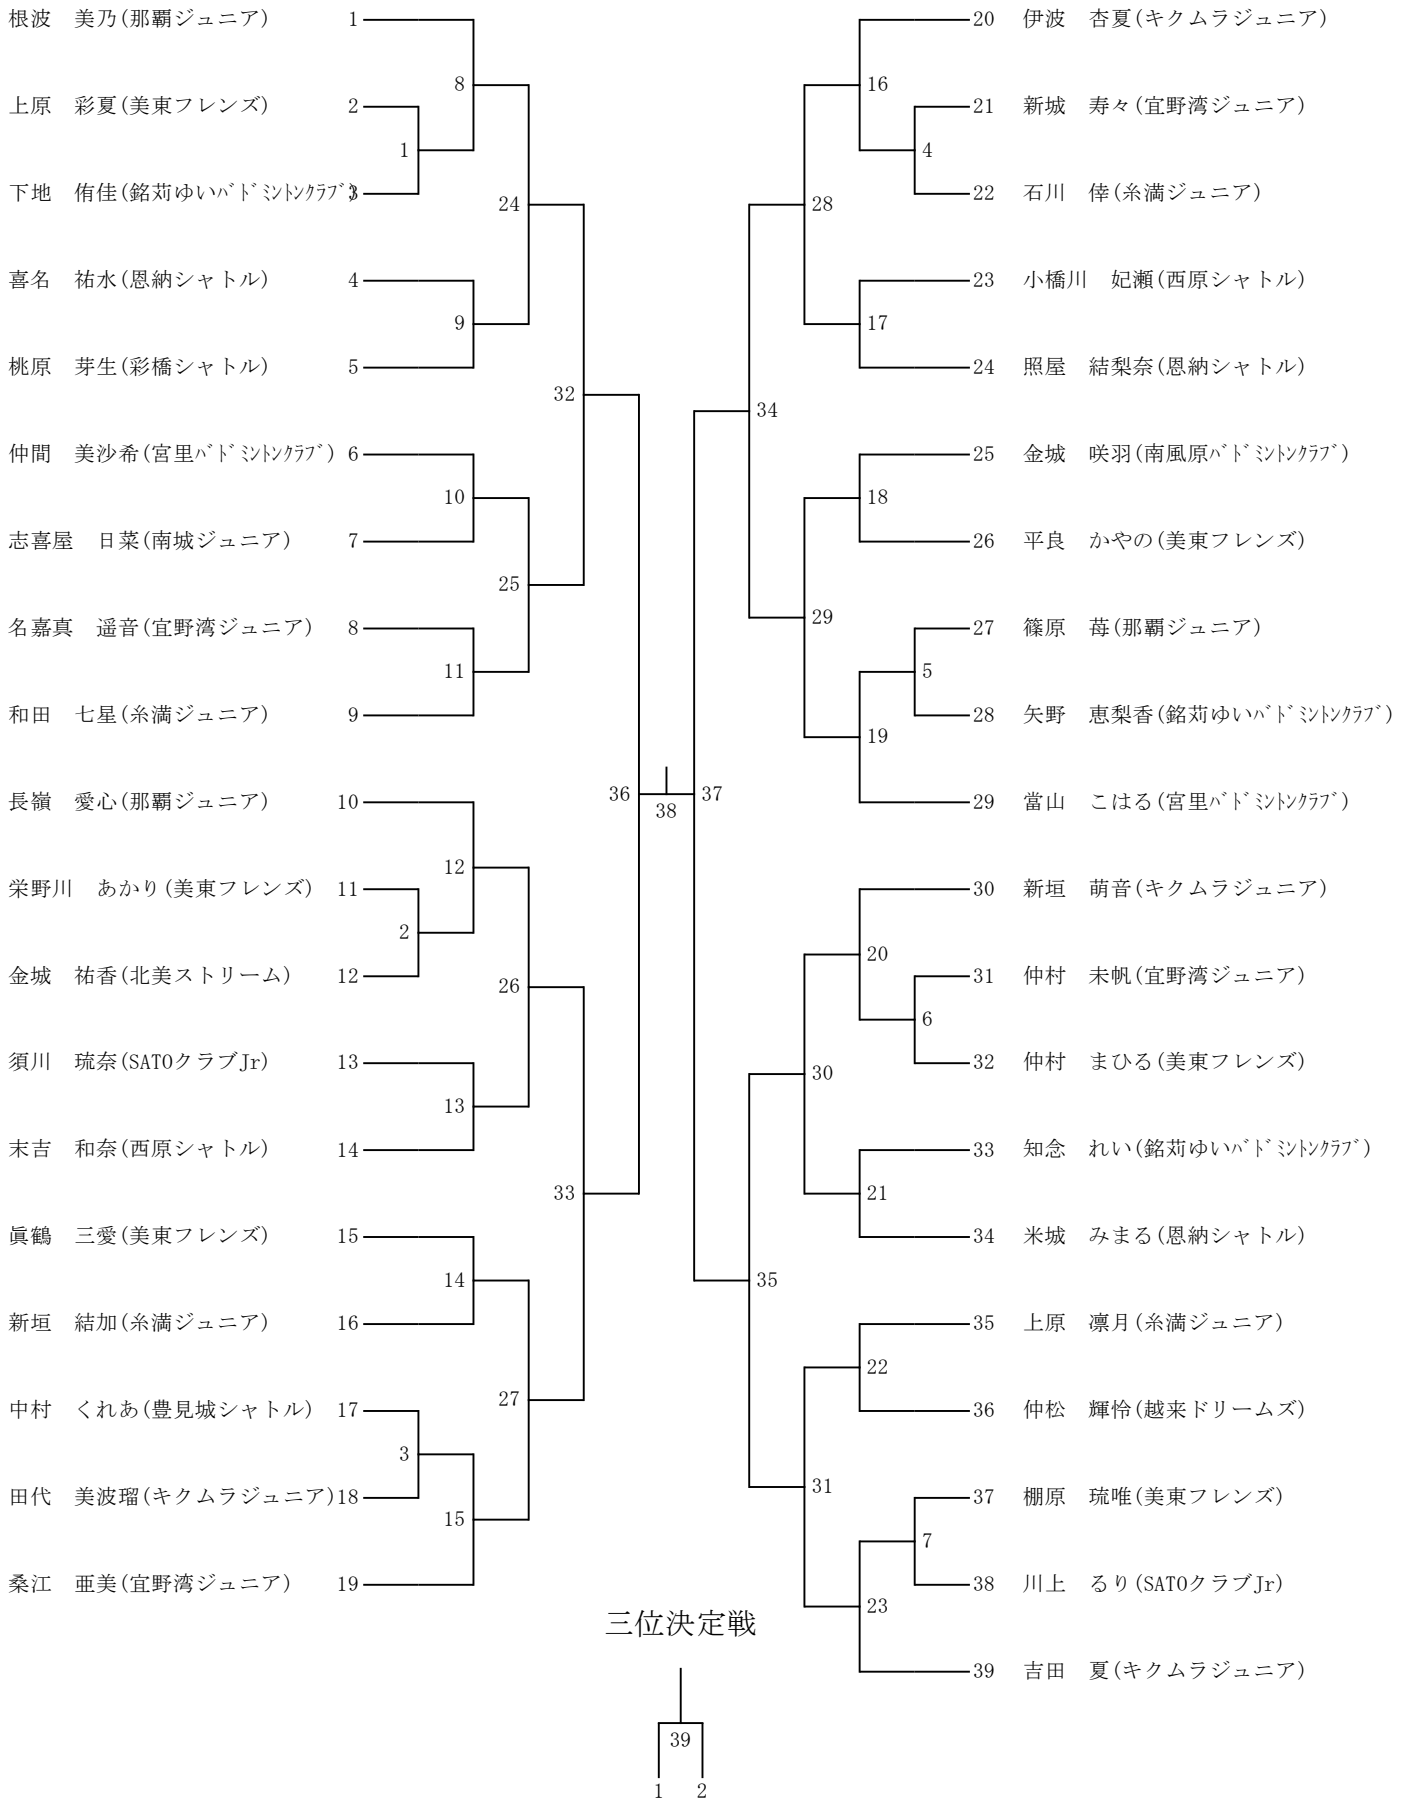 根波　美乃(那覇ジュニア)　1
上原　彩夏(美東フレンズ)　2
下地　侑佳(銘苅ゆいﾊﾞﾄﾞﾐﾝﾄﾝｸﾗﾌﾞ)　3
喜名　祐水(恩納シャトル)　4
桃原　芽生(彩橋シャトル)　5
仲間　美沙希(宮里ﾊﾞﾄﾞﾐﾝﾄﾝｸﾗﾌﾞ)　6
志喜屋　日菜(南城ジュニア)　7
名嘉真　遥音(宜野湾ジュニア)　8
和田　七星(糸満ジュニア)　9
長嶺　愛心(那覇ジュニア)　10
栄野川　あかり(美東フレンズ)　11
金城　祐香(北美ストリーム)　12
須川　琉奈(SATOクラブJr)　13
末吉　和奈(西原シャトル)　14
眞鶴　三愛(美東フレンズ)　15
新垣　結加(糸満ジュニア)　16
中村　くれあ(豊見城シャトル)　17
田代　美波瑠(キクムラジュニア)18
桑江　亜美(宜野湾ジュニア)　19
1
2
3
8
9
10
11
12
13
14
15
24
25
26
27
32
33
36
38
37
34
35
28
29
30
31
16
17
18
19
20
21
22
23
4
5
6
7
20　伊波　杏夏(キクムラジュニア)
21　新城　寿々(宜野湾ジュニア)
22　石川　倖(糸満ジュニア)
23　小橋川　妃瀬(西原シャトル)
24　照屋　結梨奈(恩納シャトル)
25　金城　咲羽(南風原ﾊﾞﾄﾞﾐﾝﾄﾝｸﾗﾌﾞ)
26　平良　かやの(美東フレンズ)
27　篠原　苺(那覇ジュニア)
28　矢野　恵梨香(銘苅ゆいﾊﾞﾄﾞﾐﾝﾄﾝｸﾗﾌﾞ)
29　當山　こはる(宮里ﾊﾞﾄﾞﾐﾝﾄﾝｸﾗﾌﾞ)
30　新垣　萌音(キクムラジュニア)
31　仲村　未帆(宜野湾ジュニア)
32　仲村　まひる(美東フレンズ)
33　知念　れい(銘苅ゆいﾊﾞﾄﾞﾐﾝﾄﾝｸﾗﾌﾞ)
34　米城　みまる(恩納シャトル)
35　上原　凛月(糸満ジュニア)
36　仲松　輝怜(越来ドリームズ)
37　棚原　琉唯(美東フレンズ)
38　川上　るり(SATOクラブJr)
39　吉田　夏(キクムラジュニア)
三位決定戦
39
1　2